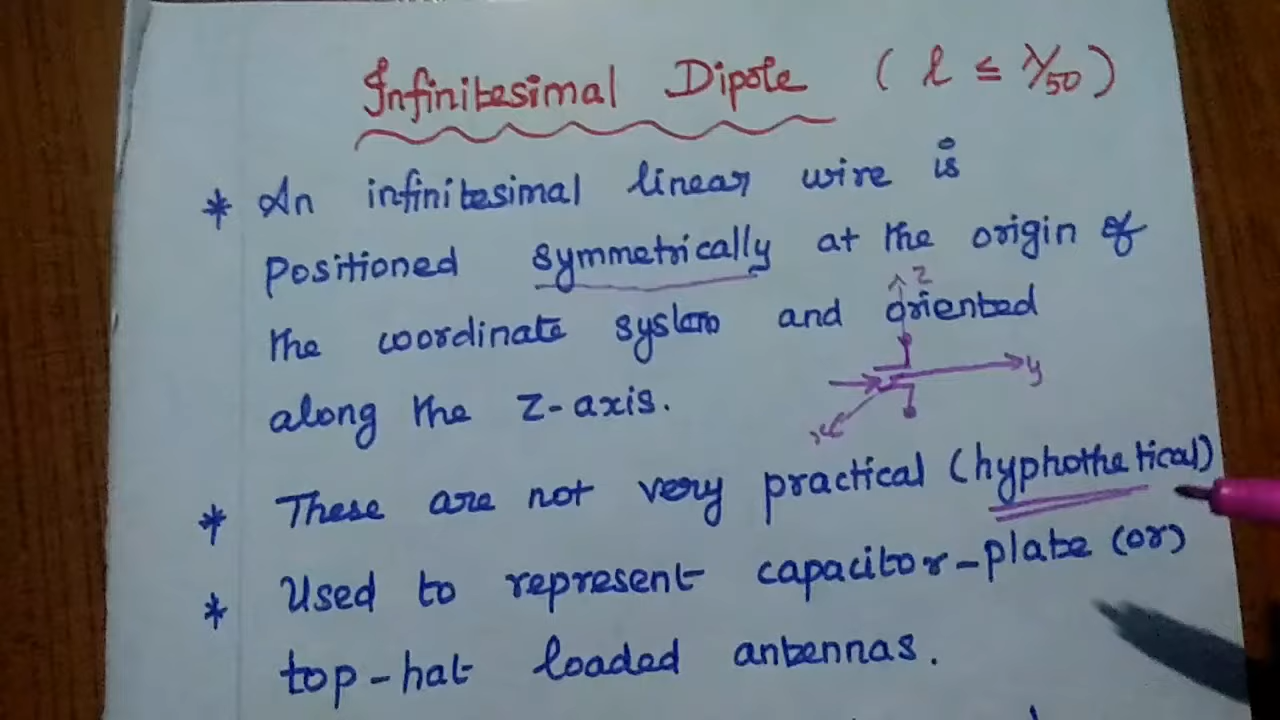 Infinitesimal Dipole ( l ≤ λ/50 )
* An infinitesimal linear wire is
positioned symmetrically at the origin of
z
the coordinate system and oriented
y
along the z-axis.
x
* These are not very practical (hyphothetical)
* Used to represent capacitor-plate (or)
top-hat loaded antennas.